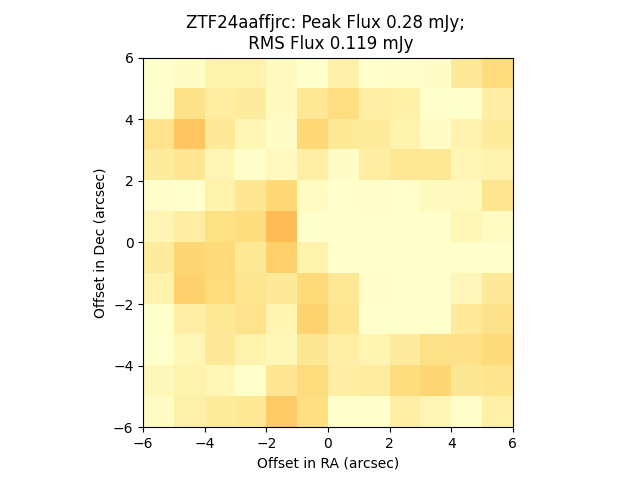 ZTF24aaffjrc: Peak Flux 0.28 mJy;
RMS Flux 0.119 mJy
6
4
2
0
−2
−4
−6
Offset in Dec (arcsec)
−6 −4 −2 0 2 4 6
Offset in RA (arcsec)